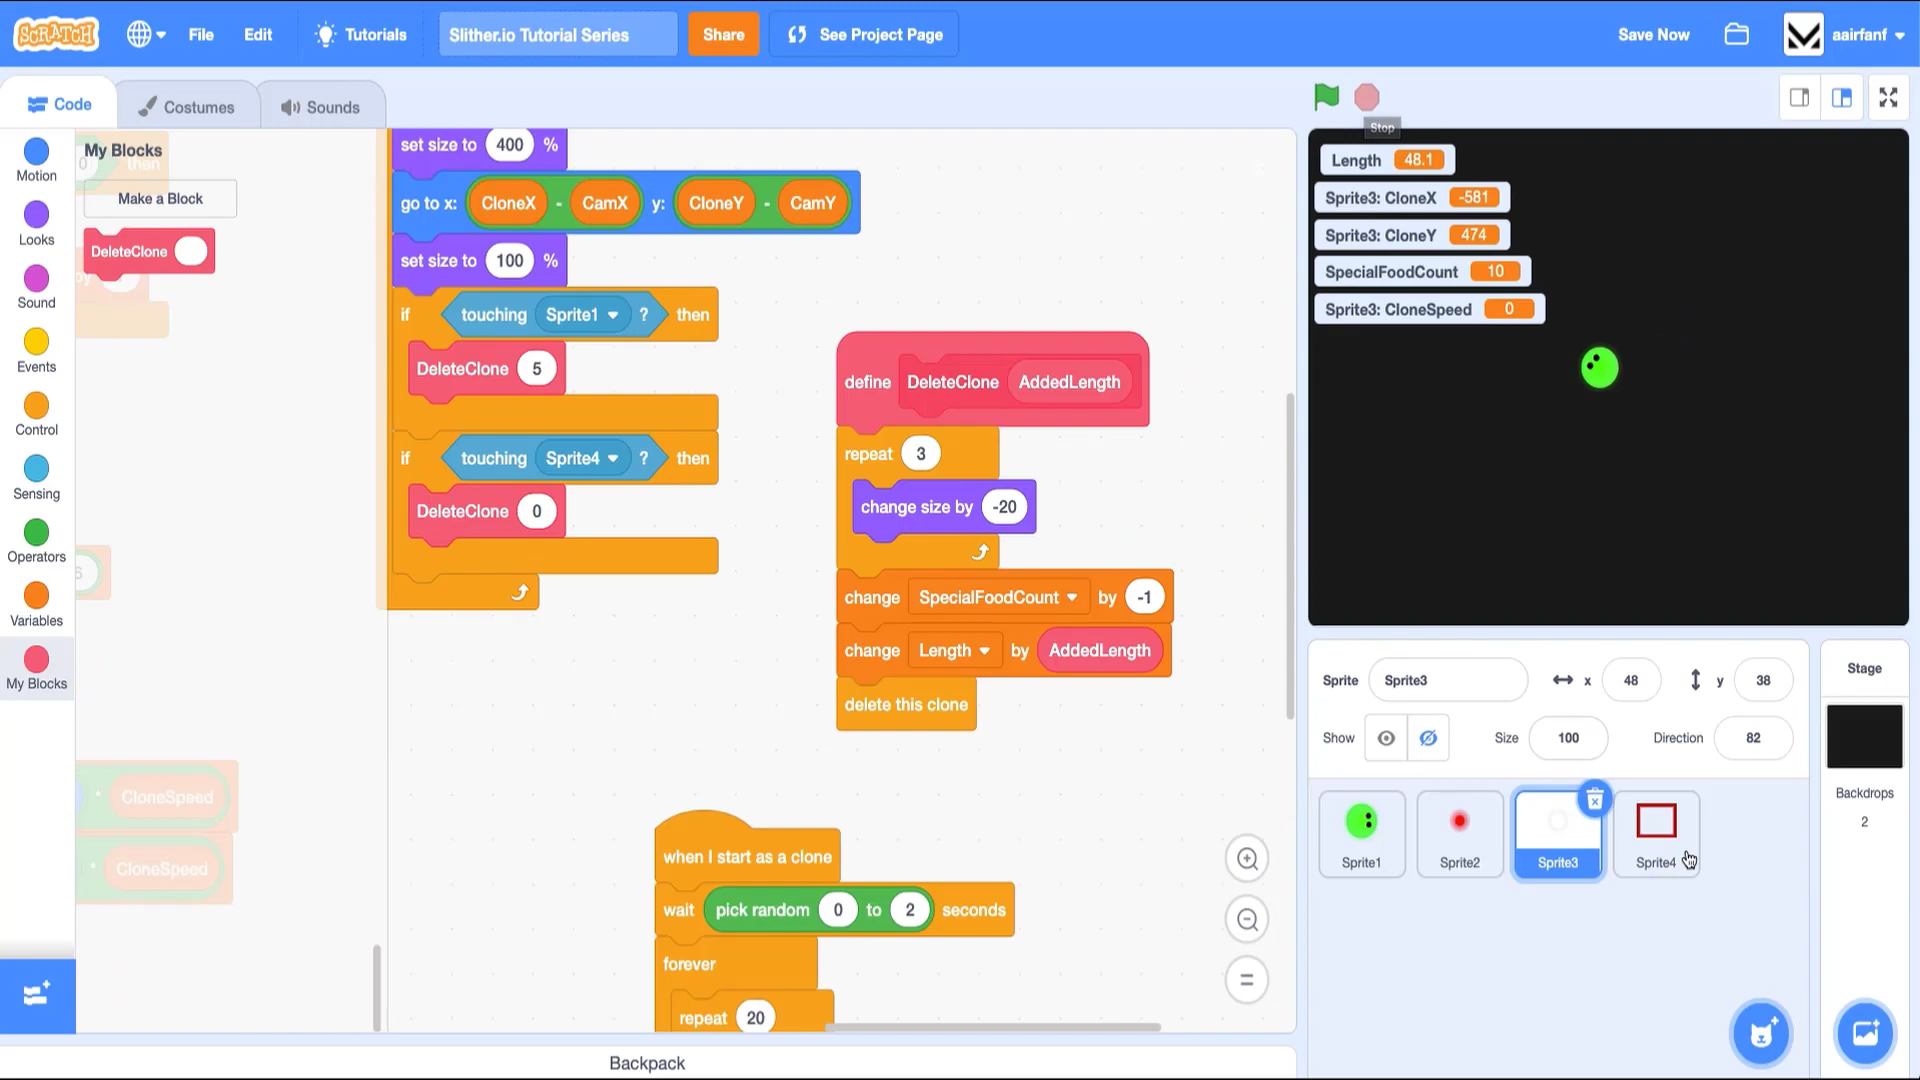 SCRATCH File Edit Tutorials Slither.io Tutorial Series Share See Project Page Save Now aairfanf
Code Costumes Sounds
Stop
Motion
Looks
Sound
Events
Control
Sensing
Operators
Variables
My Blocks
My Blocks
Make a Block
DeleteClone
0 then
by
CloneSpeed
CloneSpeed
set size to 400 %
go to x: CloneX - CamX y: CloneY - CamY
set size to 100 %
if touching Sprite1 ? then
DeleteClone 5
if touching Sprite4 ? then
DeleteClone 0
define DeleteClone AddedLength
repeat 3
change size by -20
change SpecialFoodCount by -1
change Length by AddedLength
delete this clone
when I start as a clone
wait pick random 0 to 2 seconds
forever
repeat 20
Backpack
Length 48.1
Sprite3: CloneX -581
Sprite3: CloneY 474
SpecialFoodCount 10
Sprite3: CloneSpeed 0
Sprite Sprite3 x 48 y 38
Show Size 100 Direction 82
Sprite1 Sprite2 Sprite3 Sprite4
Stage
Backdrops
2